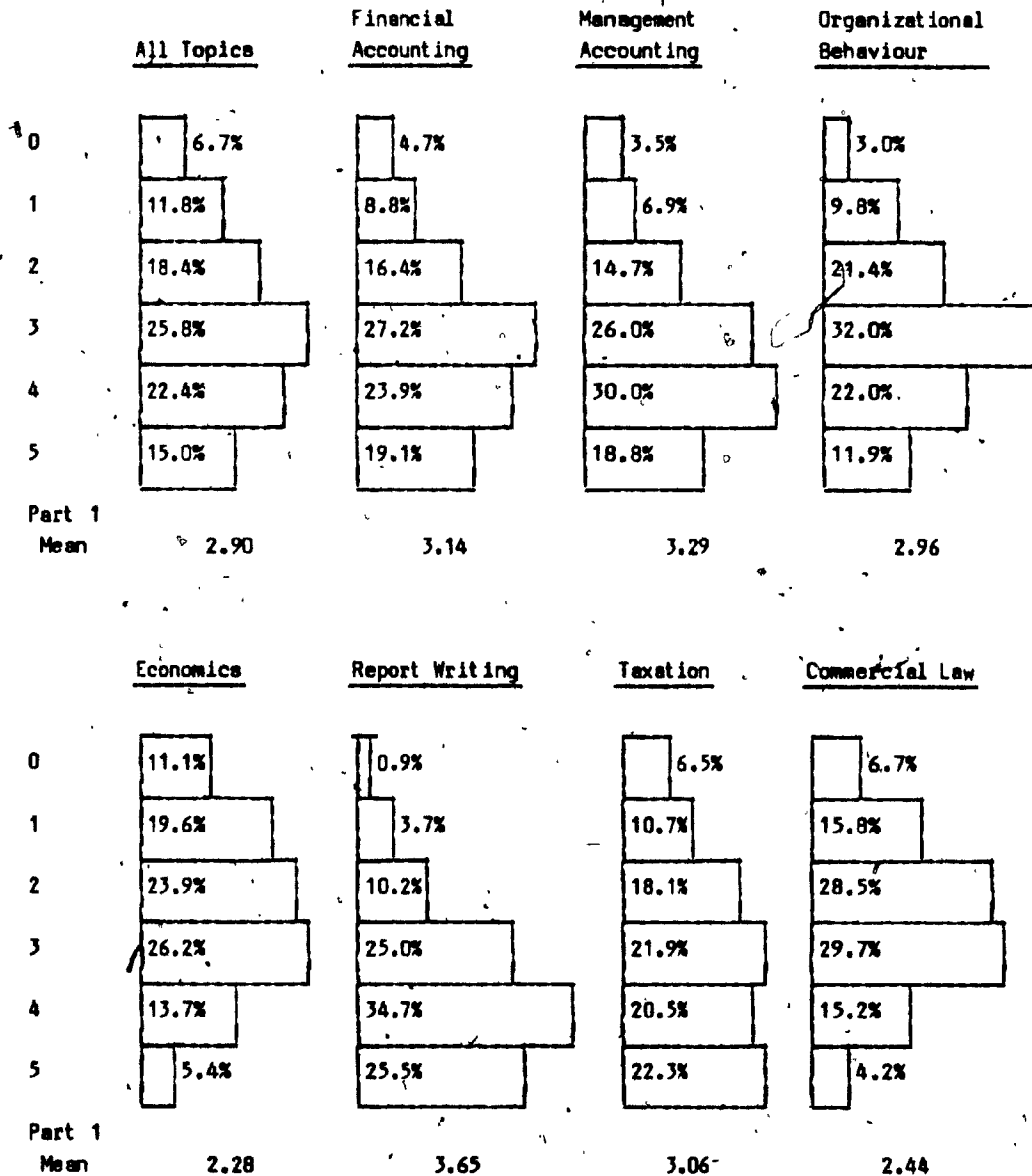 Financial Management Organizational
All Topics Accounting Accounting Behaviour
0 6.7% 4.7% 3.5% 3.0%
1 11.8% 8.8% 6.9% 9.8%
2 18.4% 16.4% 14.7% 21.4%
3 25.8% 27.2% 26.0% 32.0%
4 22.4% 23.9% 30.0% 22.0%
5 15.0% 19.1% 18.8% 11.9%
Part 1
Mean 2.90 3.14 3.29 2.96
Economics Report Writing Taxation Commercial Law
0 11.1% 0.9% 6.5% 6.7%
1 19.6% 3.7% 10.7% 15.8%
2 23.9% 10.2% 18.1% 28.5%
3 26.2% 25.0% 21.9% 29.7%
4 13.7% 34.7% 20.5% 15.2%
5 5.4% 25.5% 22.3% 4.2%
Part 1
Mean 2.28 3.65 3.06 2.44